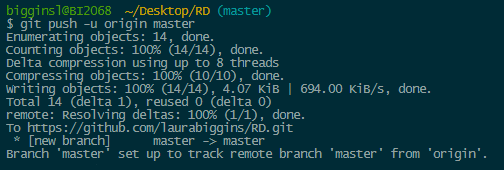 bigginsl@BI2068 ~/Desktop/RD (master)
$ git push -u origin master
Enumerating objects: 14, done.
Counting objects: 100% (14/14), done.
Delta compression using up to 8 threads
Compressing objects: 100% (10/10), done.
Writing objects: 100% (14/14), 4.07 KiB | 694.00 KiB/s, done.
Total 14 (delta 1), reused 0 (delta 0)
remote: Resolving deltas: 100% (1/1), done.
To https://github.com/laurabiggins/RD.git
 * [new branch]      master -> master
Branch 'master' set up to track remote branch 'master' from 'origin'.